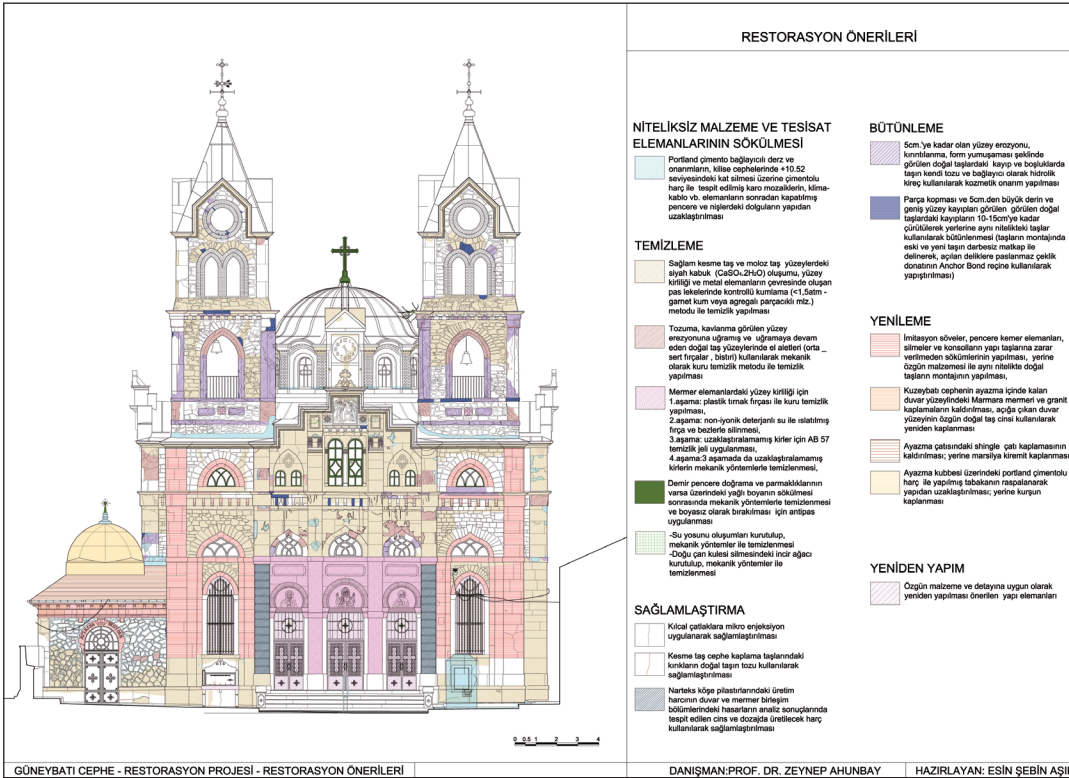 RESTORASYON ÖNERİLERİ
NİTELİKSİZ MALZEME VE TESİSAT
ELEMANLARININ SÖKÜLMESİ
Portland çimento bağlayıcılı derz ve
onarımların, kilise cephelerinde +10.52
seviyesindeki kat silmesi üzerine çimentolu
harç ile tespit edilmiş karo mozaiklerin, klima-
kablo vb. elemanların sonradan kapatılmış
pencere ve nişlerdeki dolguların yapıdan
uzaklaştırılması
TEMİZLEME
Sağlam kesme taş ve moloz taş yüzeylerdeki
siyah kabuk (CaSO₄.2H₂O) oluşumu, yüzey
kirliliği ve metal elemanların çevresinde oluşan
pas lekelerinde kontrollü kumlama (<1,5atm -
garnet kum veya agregalı parçacıklı mlz.)
metodu ile temizlik yapılması
Tozuma, kavlanma görülen yüzey
erezyonuna uğramış ve uğramaya devam
eden doğal taş yüzeylerinde el aletleri (orta _
sert fırçalar , bistiri) kullanılarak mekanik
olarak kuru temizlik metodu ile temizlik
yapılması
Mermer elemanlardaki yüzey kirliliği için
1.aşama: plastik tırnak fırçası ile kuru temizlik
yapılması,
2.aşama: non-iyonik deterjanlı su ile ıslatılmış
fırça ve bezlerle silinmesi,
3.aşama: uzaklaştıralamamış kirler için AB 57
temizlik jeli uygulanması,
4.aşama:3 aşamada da uzaklaştıralamamış
kirlerin mekanik yöntemlerle temizlenmesi,
Demir pencere doğrama ve parmaklıklarının
varsa üzerindeki yağlı boyanın sökülmesi
sonrasında mekanik yöntemlerle temizlenmesi
ve boyasız olarak bırakılması için antipas
uygulanması
-Su yosunu oluşumları kurutulup,
mekanik yöntemler ile temizlenmesi
-Doğu çan kulesi silmesindeki incir ağacı
kurutulup, mekanik yöntemler ile
temizlenmesi
SAĞLAMLAŞTIRMA
Kılcal çatlaklara mikro enjeksiyon
uygulanarak sağlamlaştırılması
Kesme taş cephe kaplama taşlarındaki
kırıkların doğal taşın tozu kullanılarak
sağlamlaştırılması
Narteks köşe pilastırlarındaki üretim
harcının duvar ve mermer birleşim
bölümlerindeki hasarların analiz sonuçlarında
tespit edilen cins ve dozajda üretilecek harç
kullanılarak sağlamlaştırılması
BÜTÜNLEME
5cm.'ye kadar olan yüzey erozyonu,
kırıntılanma, form yumuşaması şeklinde
görülen doğal taşlardaki kayıp ve boşluklarda
taşın kendi tozu ve bağlayıcı olarak hidrolik
kireç kullanılarak kozmetik onarım yapılması
Parça kopması ve 5cm.den büyük derin ve
geniş yüzey kayıpları görülen görülen doğal
taşlardaki kayıpların 10-15cm'ye kadar
çürütülerek yerlerine aynı nitelikteki taşlar
kullanılarak bütünlenmesi (taşların montajında
eski ve yeni taşın darbesiz matkap ile
delinerek, açılan deliklere paslanmaz çeklik
donatının Anchor Bond reçine kullanılarak
yapıştırılması)
YENİLEME
İmitasyon söveler, pencere kemer elemanları,
silmeler ve konsolların yapı taşlarına zarar
verilmeden sökümlerinin yapılması, yerine
özgün malzemesi ile aynı nitelikte doğal
taşların montajının yapılması,
Kuzeybatı cephenin ayazma içinde kalan
duvar yüzeylindeki Marmara mermeri ve granit
kaplamaların kaldırılması, açığa çıkan duvar
yüzeyinin özgün doğal taş cinsi kullanılarak
yeniden kaplanması
Ayazma çatısındaki shingle çatı kaplamasının
kaldırılması; yerine marsilya kiremit kaplanması
Ayazma kubbesi üzerindeki portland çimentolu
harç ile yapılmış tabakanın raspalanarak
yapıdan uzaklaştırılması; yerine kurşun
kaplanması
YENİDEN YAPIM
Özgün malzeme ve detayına uygun olarak
yeniden yapılması önerilen yapı elemanları
0 0.5 1 2 3 4
GÜNEYBATI CEPHE - RESTORASYON PROJESİ - RESTORASYON ÖNERİLERİ
DANIŞMAN:PROF. DR. ZEYNEP AHUNBAY
HAZIRLAYAN: ESİN ŞEBİN AŞIK